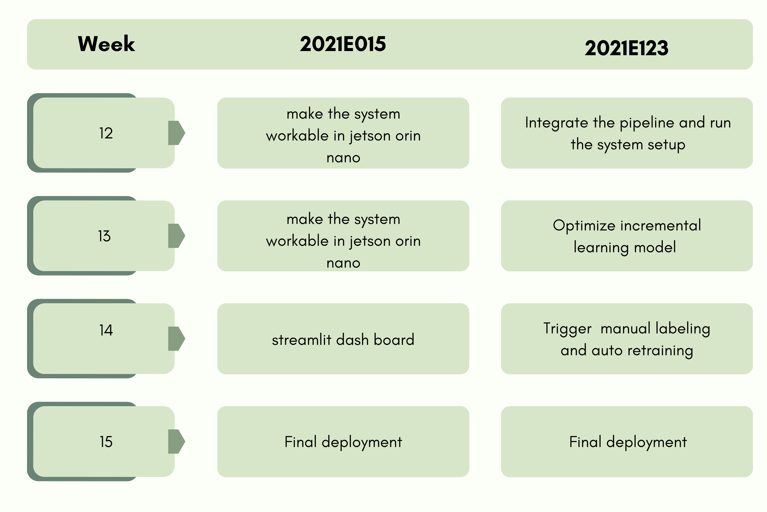 Week 2021E015 2021E123
12
make the system
workable in jetson orin
nano
Integrate the pipeline and run
the system setup
13
make the system
workable in jetson orin
nano
Optimize incremental
learning model
14
streamlit dash board
Trigger  manual labeling
and auto retraining
15
Final deployment
Final deployment